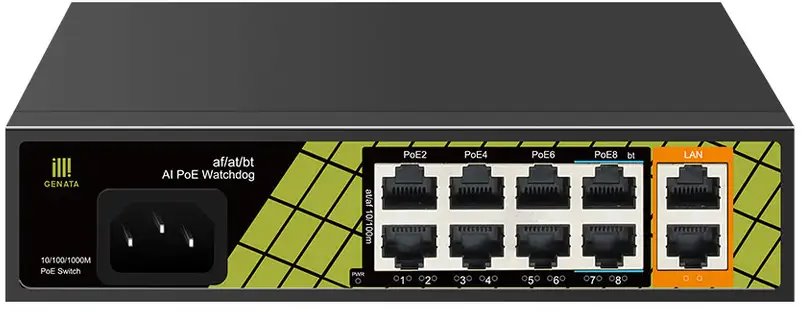 GENATA
af/at/bt
AI PoE Watchdog
10/100/1000M
PoE Switch
PoE2 PoE4 PoE6 PoE8 bt LAN
at/af 10/100m
PWR
1 2 3 4 5 6 7 8